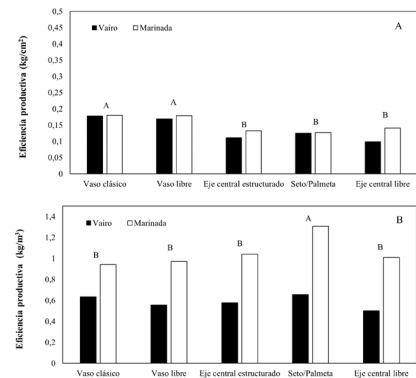 Eficiencia productiva (kg/cm²)
0,5
0,45
0,4
0,35
0,3
0,25
0,2
0,15
0,1
0,05
0
Vairo Marinada
A
A A B B B
Vaso clásico Vaso libre Eje central estructurado Seto/Palmeta Eje central libre
Eficiencia productiva (kg/m³)
1,4
1,2
1
0,8
0,6
0,4
0,2
0
Vairo Marinada
B
B B B A B
Vaso clásico Vaso libre Eje central estructurado Seto/Palmeta Eje central libre